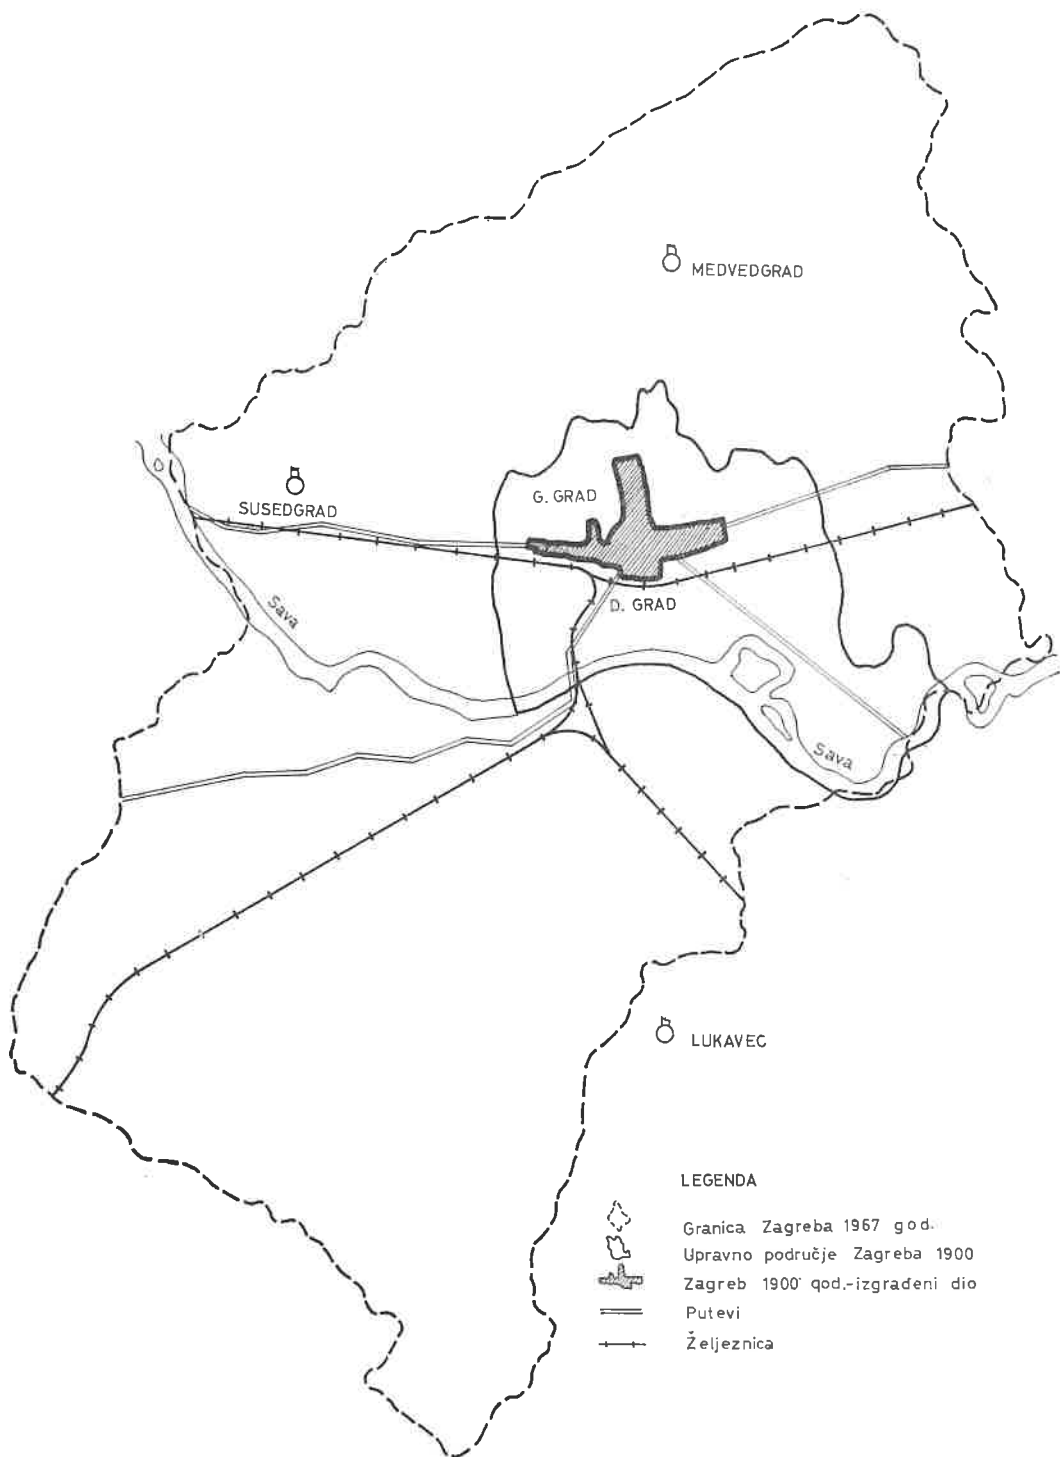 MEDVEDGRAD
G. GRAD
SUSEDGRAD
D. GRAD
Sava
Sava
LUKAVEC
LEGENDA
Granica Zagreba 1967 god.
Upravno područje Zagreba 1900
Zagreb 1900 god.-izgrađeni dio
Putevi
Željeznica